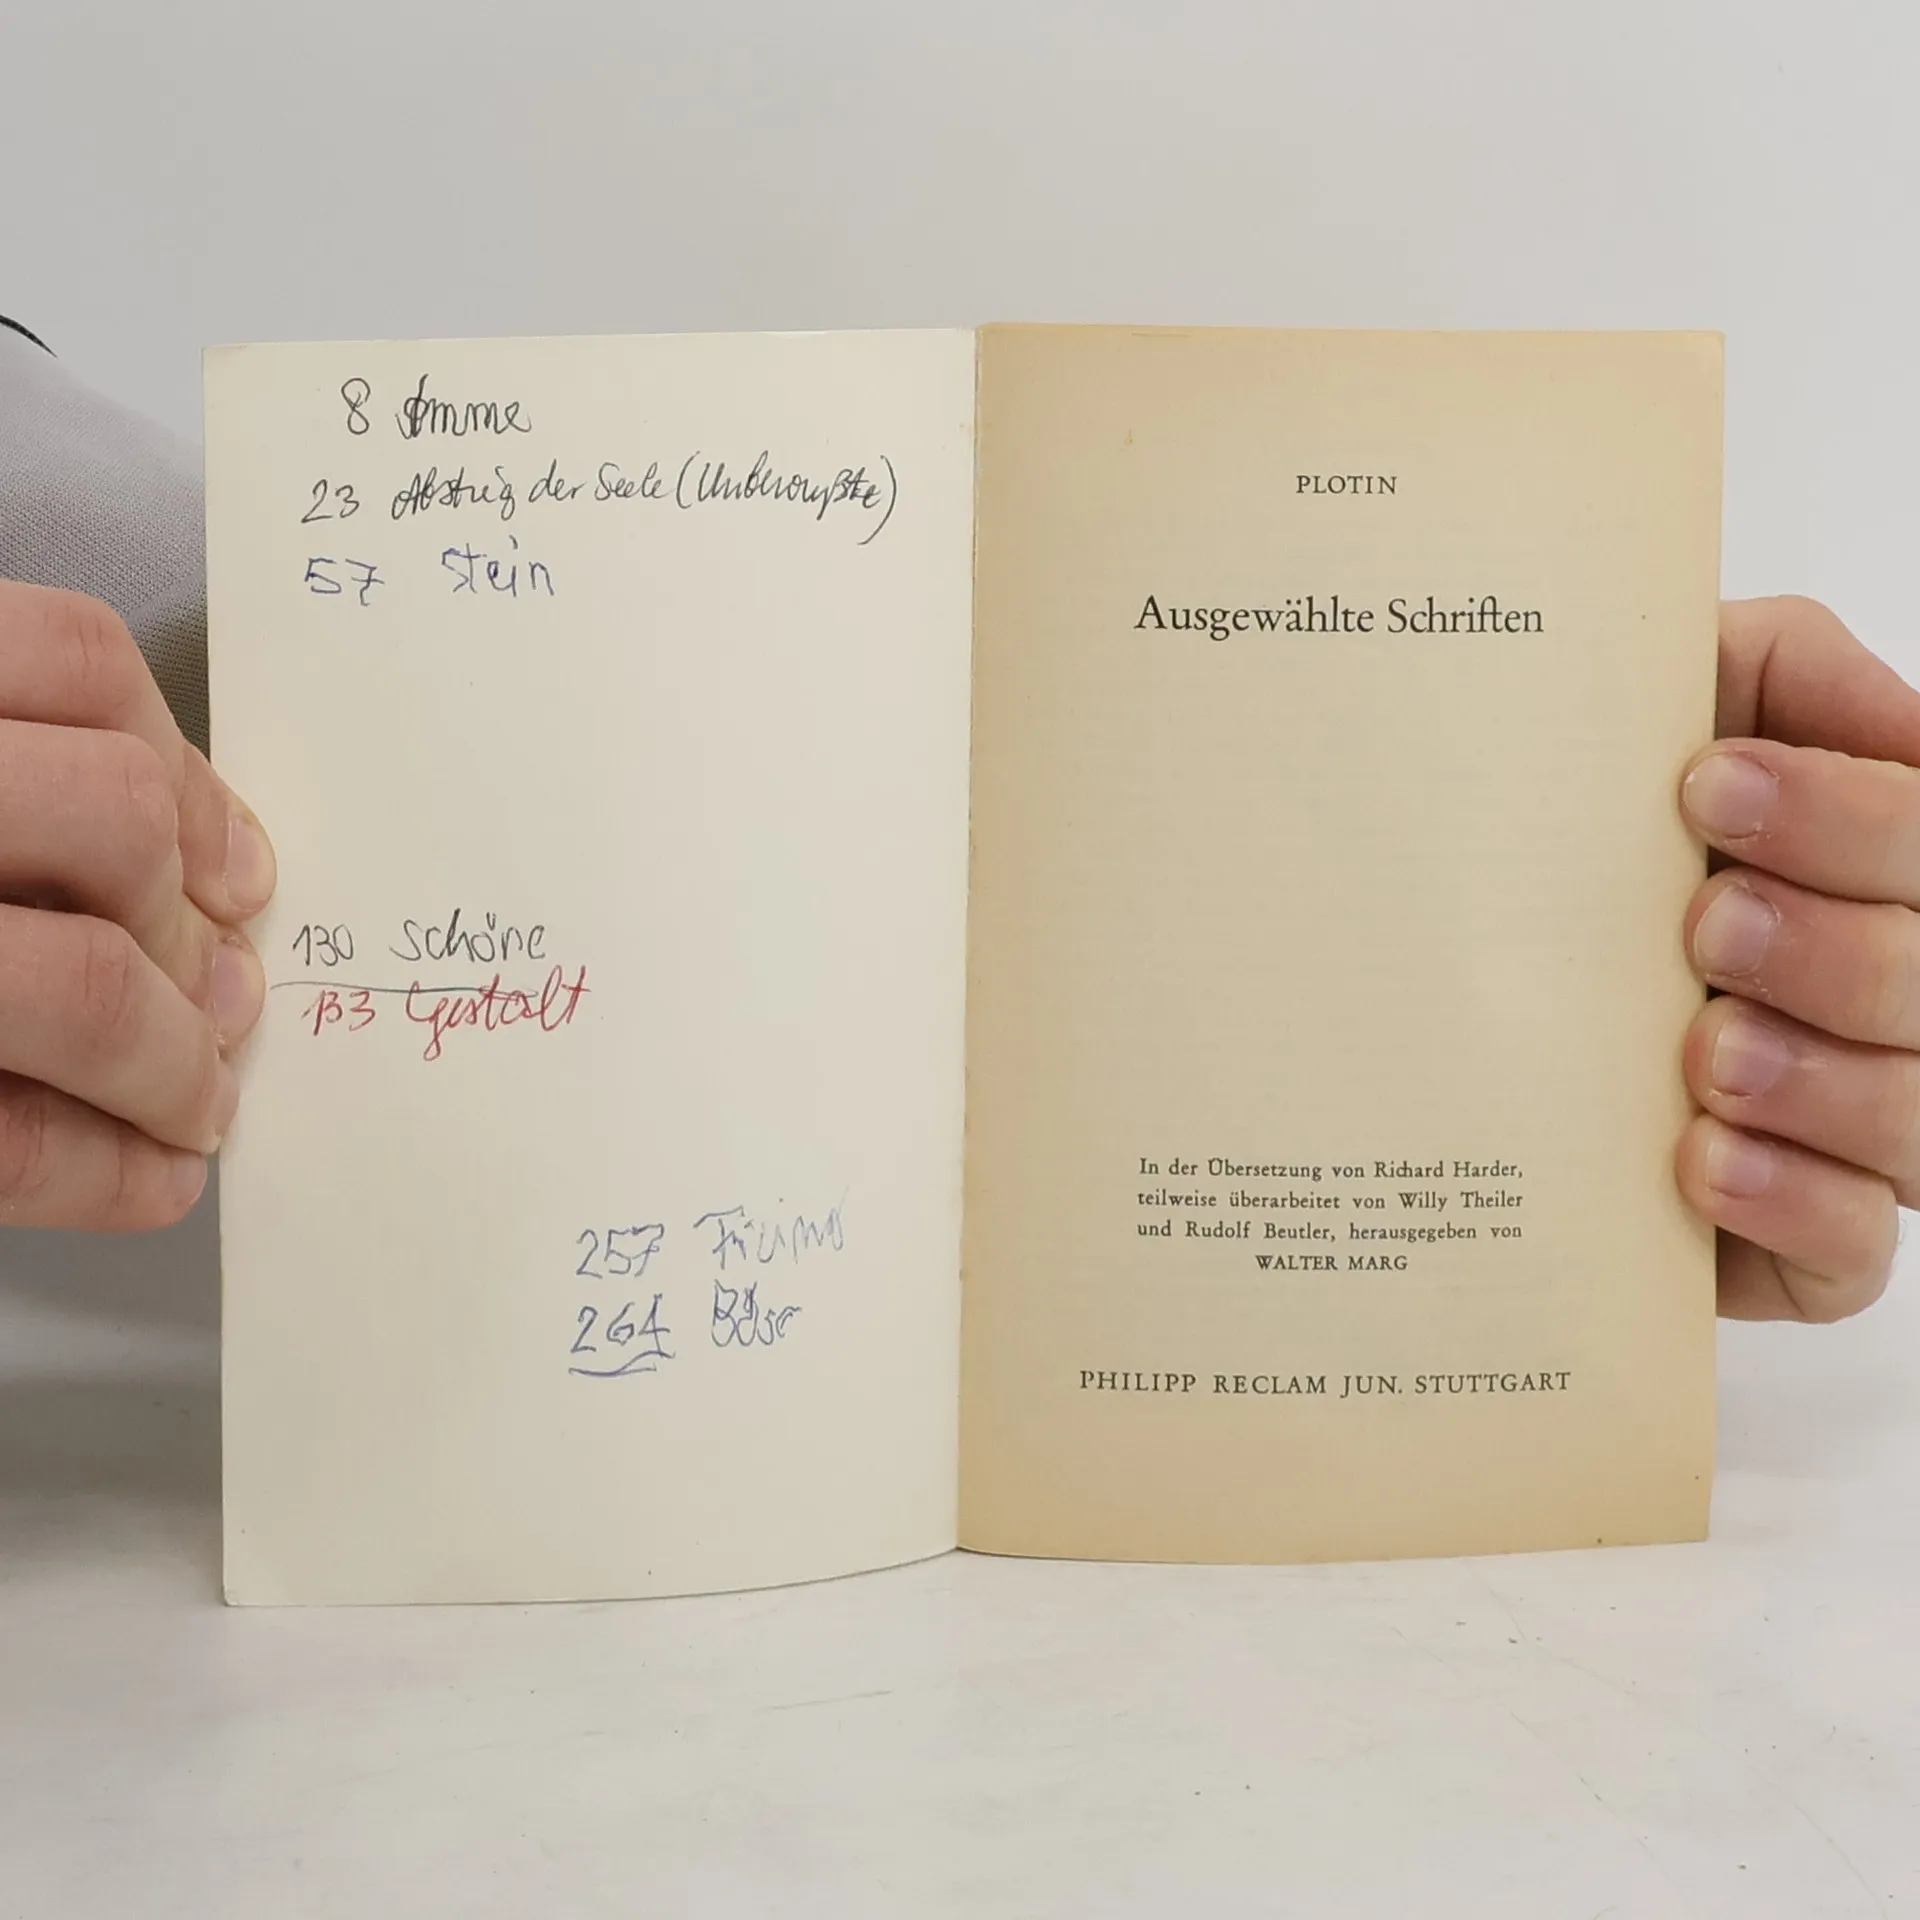 8 Amme
23 Abstieg der Seele (Unbewußte)
57 Stein
130 Schöne
133 Gestalt
257
264 Böse
PLOTIN
Ausgewählte Schriften
In der Übersetzung von Richard Harder,
teilweise überarbeitet von Willy Theiler
und Rudolf Beutler, herausgegeben von
WALTER MARG
PHILIPP RECLAM JUN. STUTTGART